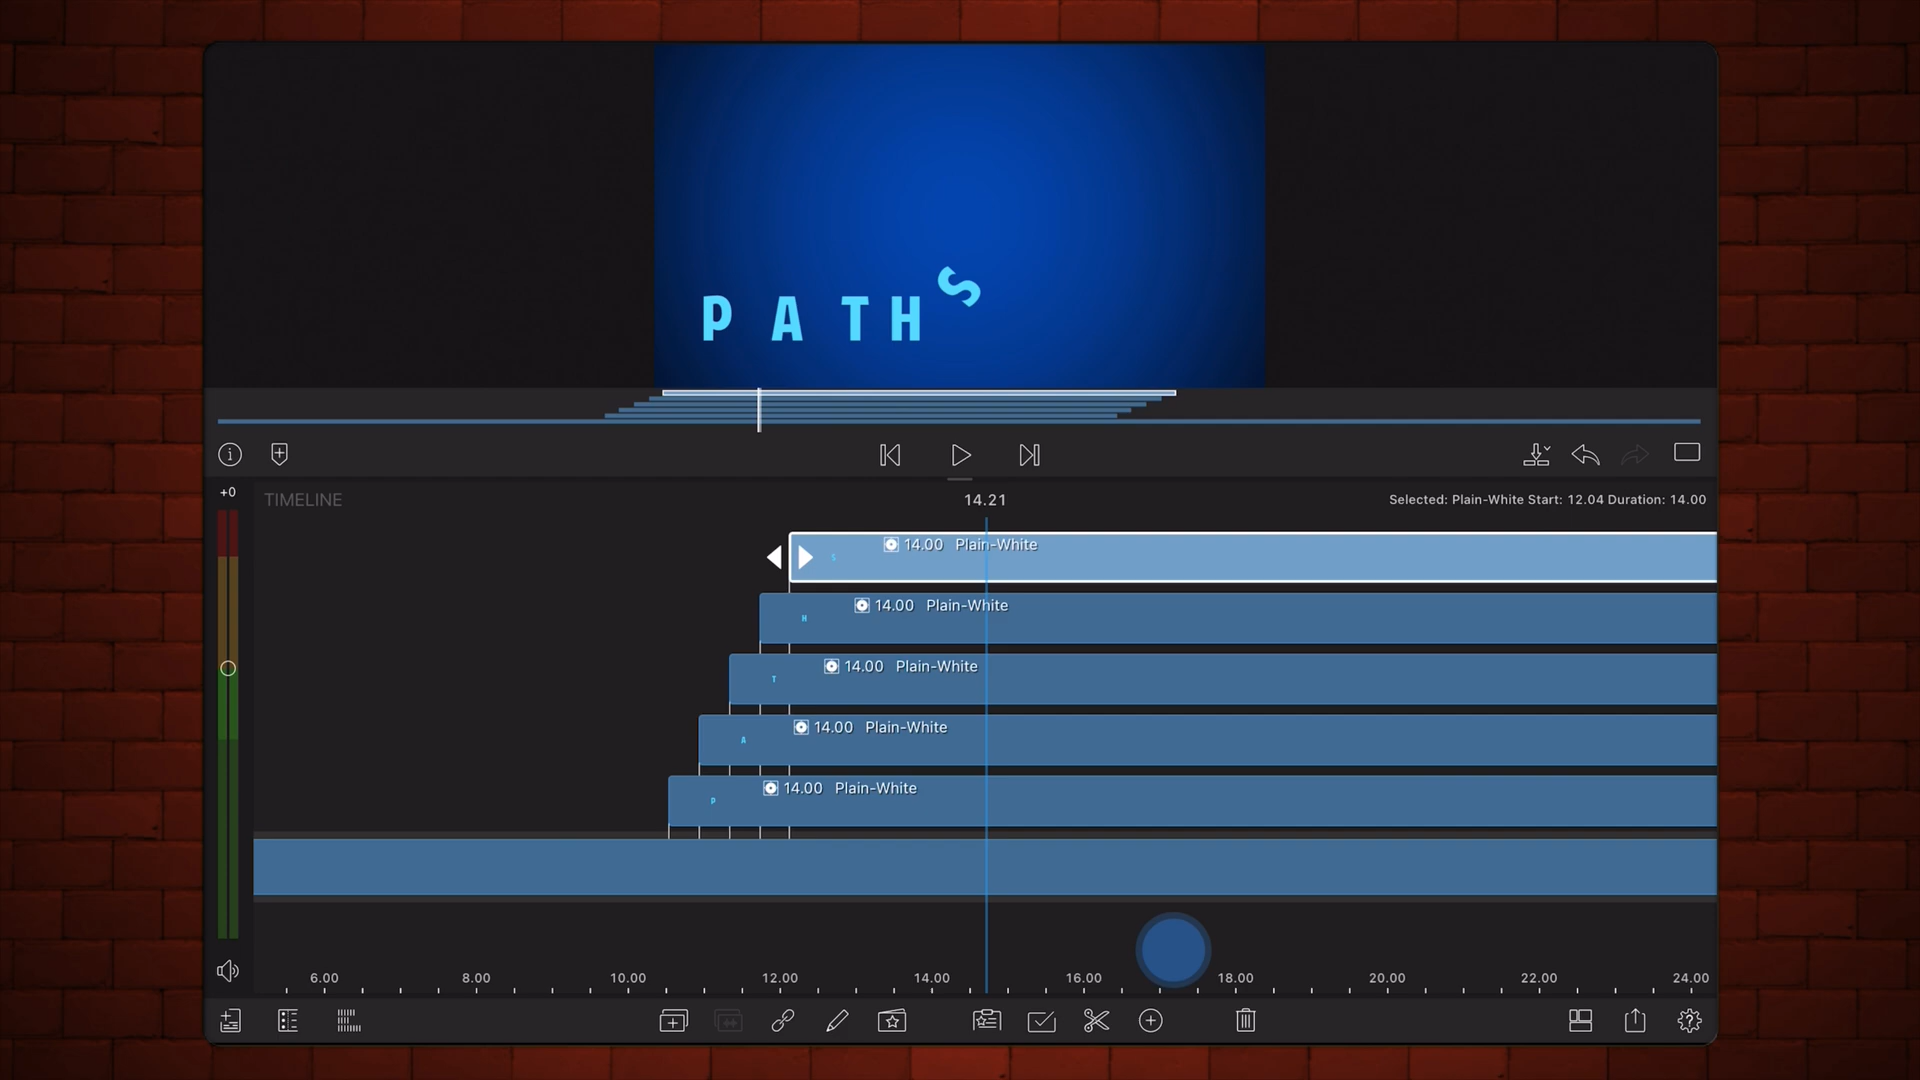 P A T H S
+0
TIMELINE
14.21
Selected: Plain-White Start: 12.04 Duration: 14.00
S
14.00 Plain-White
H
14.00 Plain-White
T
14.00 Plain-White
A
14.00 Plain-White
P
14.00 Plain-White
6.00 8.00 10.00 12.00 14.00 16.00 18.00 20.00 22.00 24.00